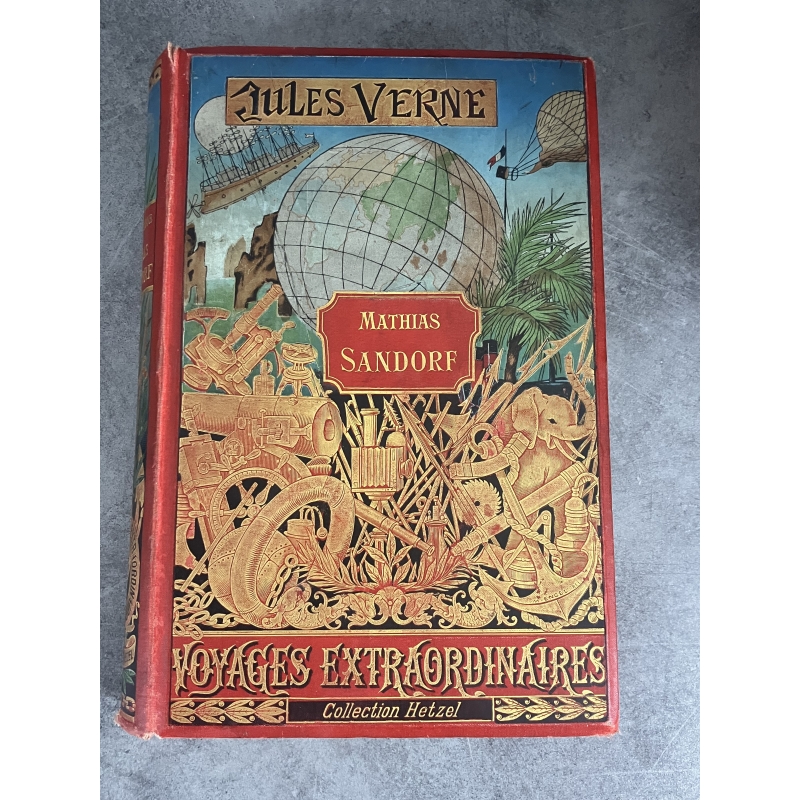 JULES VERNE
MATHIAS
SANDORF
VOYAGES EXTRAORDINAIRES
Collection Hetzel